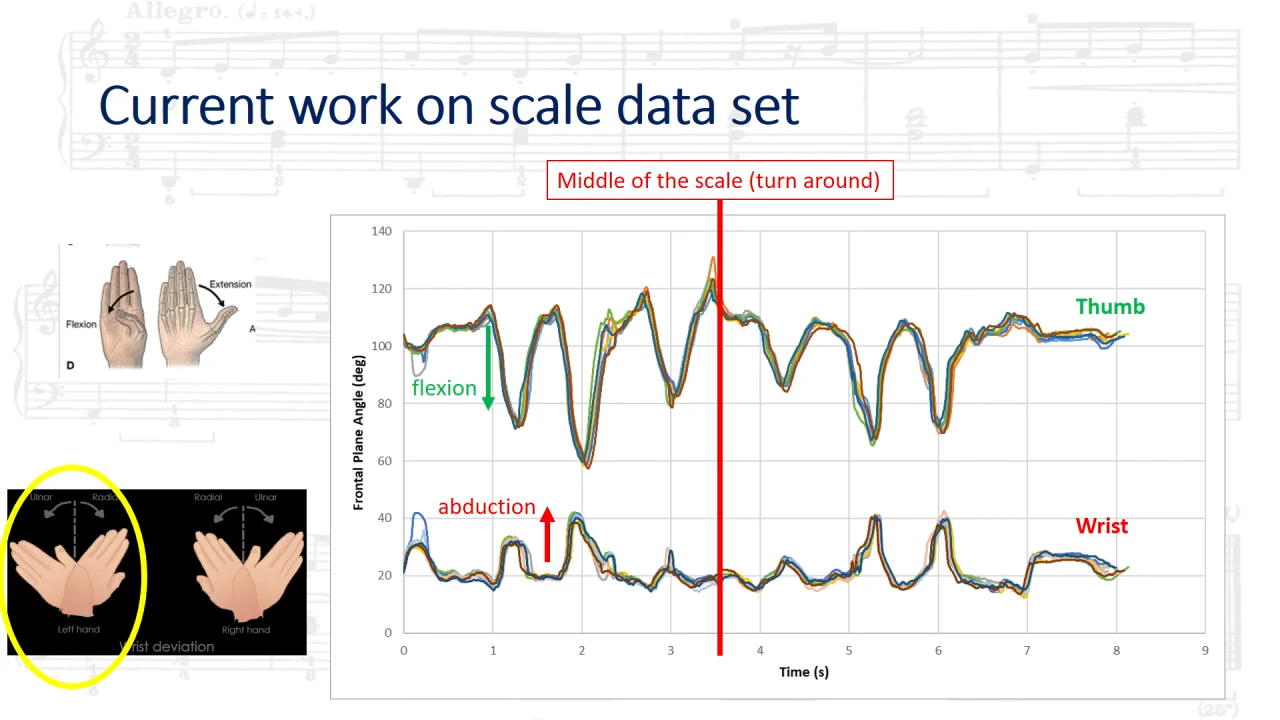 Allegro. (♩ = 144.)
Current work on scale data set
Middle of the scale (turn around)
Extension
Flexion
A
D
140
120
100
80
60
40
20
0
Frontal Plane Angle (deg)
Thumb
flexion
abduction
Wrist
0 1 2 3 4 5 6 7 8 9
Time (s)
Ulnar Radia Radial Ulnar
Left hand Right hand
Wrist deviation